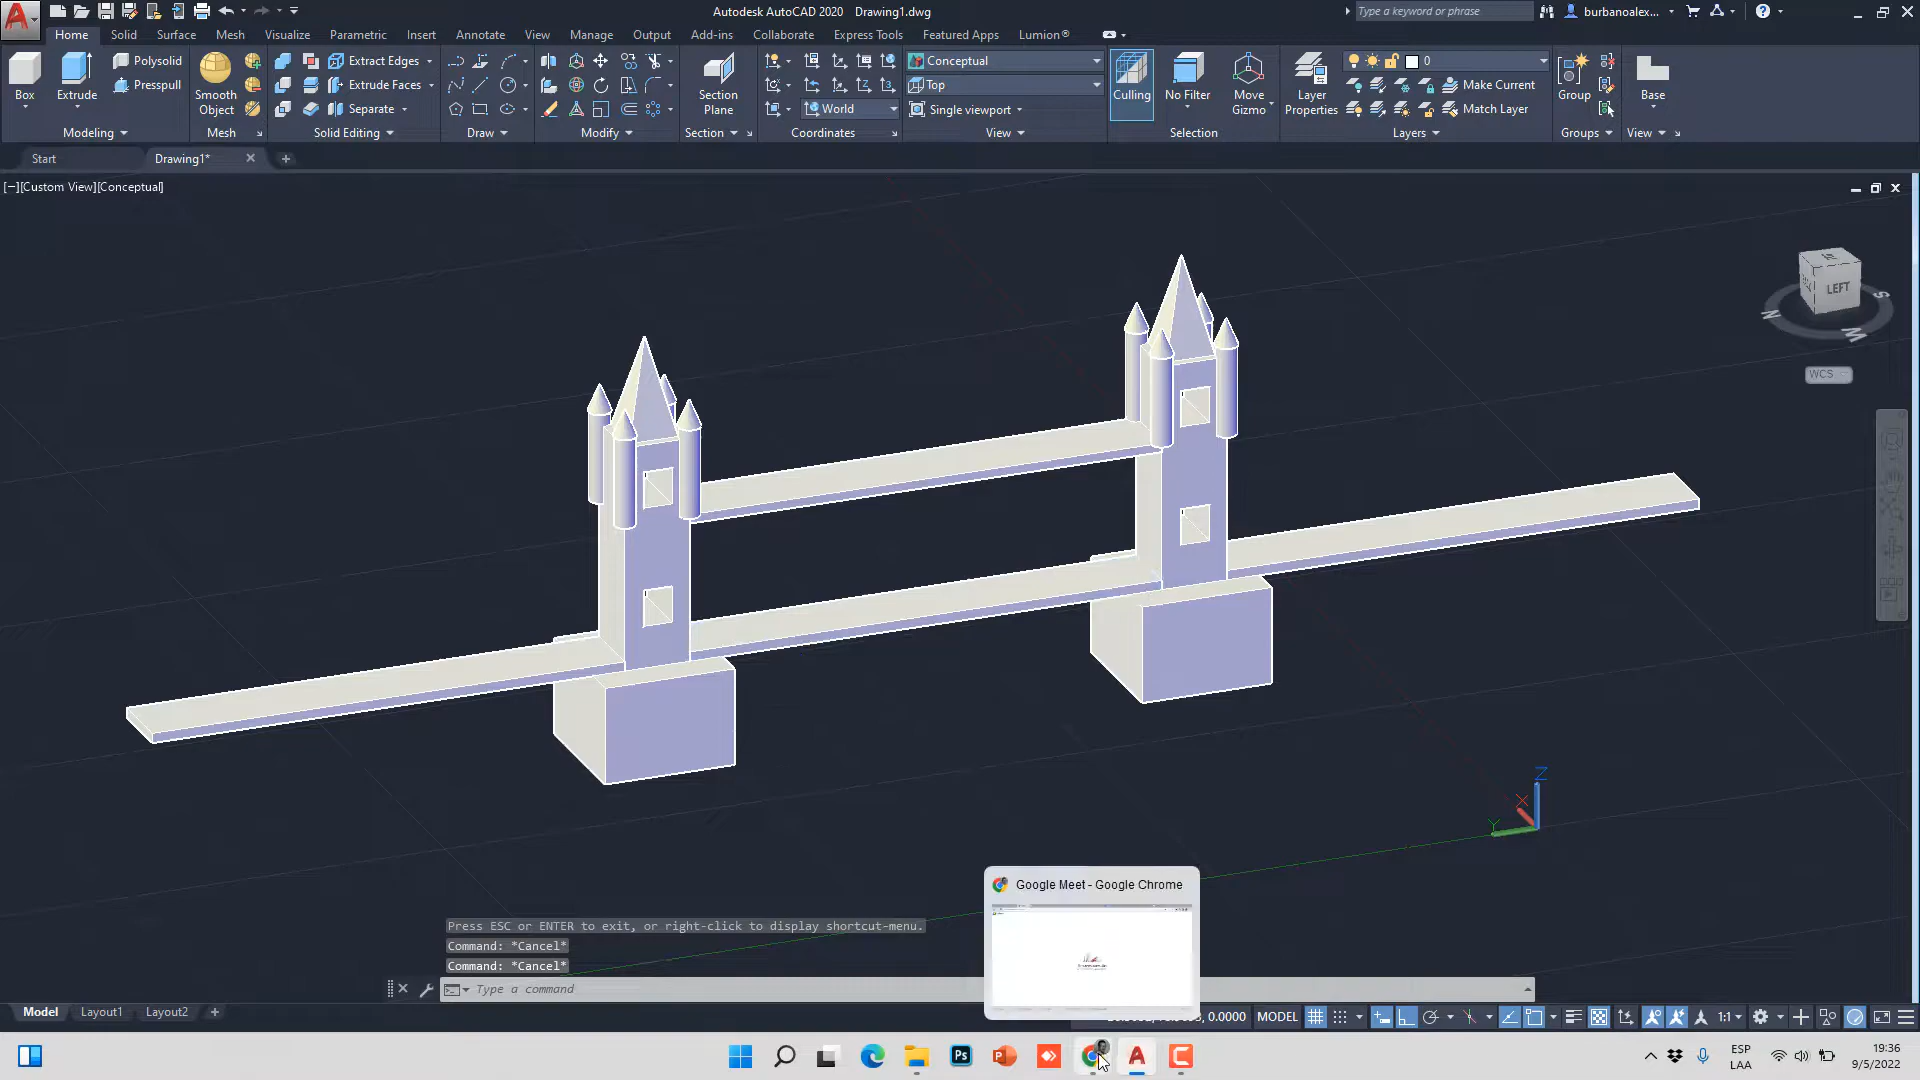 Autodesk AutoCAD 2020 Drawing1.dwg
Type a keyword or phrase
burbanoalex...
Home Solid Surface Mesh Visualize Parametric Insert Annotate View Manage Output Add-ins Collaborate Express Tools Featured Apps Lumion®
Box
Extrude
Polysolid
Presspull
Smooth Object
Extract Edges
Extrude Faces
Separate
Section Plane
World
Conceptual
Top
Single viewport
Culling
No Filter
Move Gizmo
Layer Properties
0
Make Current
Match Layer
Group
Base
Modeling Mesh Solid Editing Draw Modify Section Coordinates View Selection Layers Groups View
Start Drawing1*
[−][Custom View][Conceptual]
LEFT
N
S
WCS
Z
X
Y
Google Meet - Google Chrome
Press ESC or ENTER to exit, or right-click to display shortcut-menu.
Command: *Cancel*
Command: *Cancel*
Type a command
Model Layout1 Layout2
0.0000 MODEL
1:1
Ps
ESP
LAA
19:36
9/5/2022